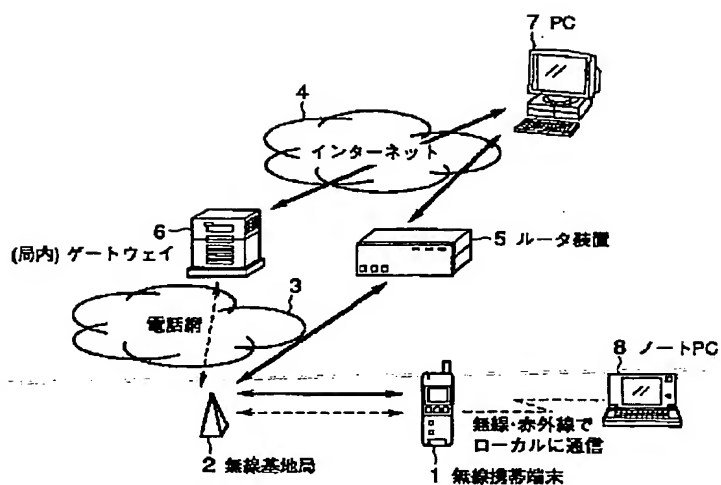 7 PC
4
インターネット
6
(局内) ゲートウェイ
5 ルータ装置
3
電話網
8 ノートPC
無線・赤外線で
ローカルに通信
2 無線基地局
1 無線携帯端末